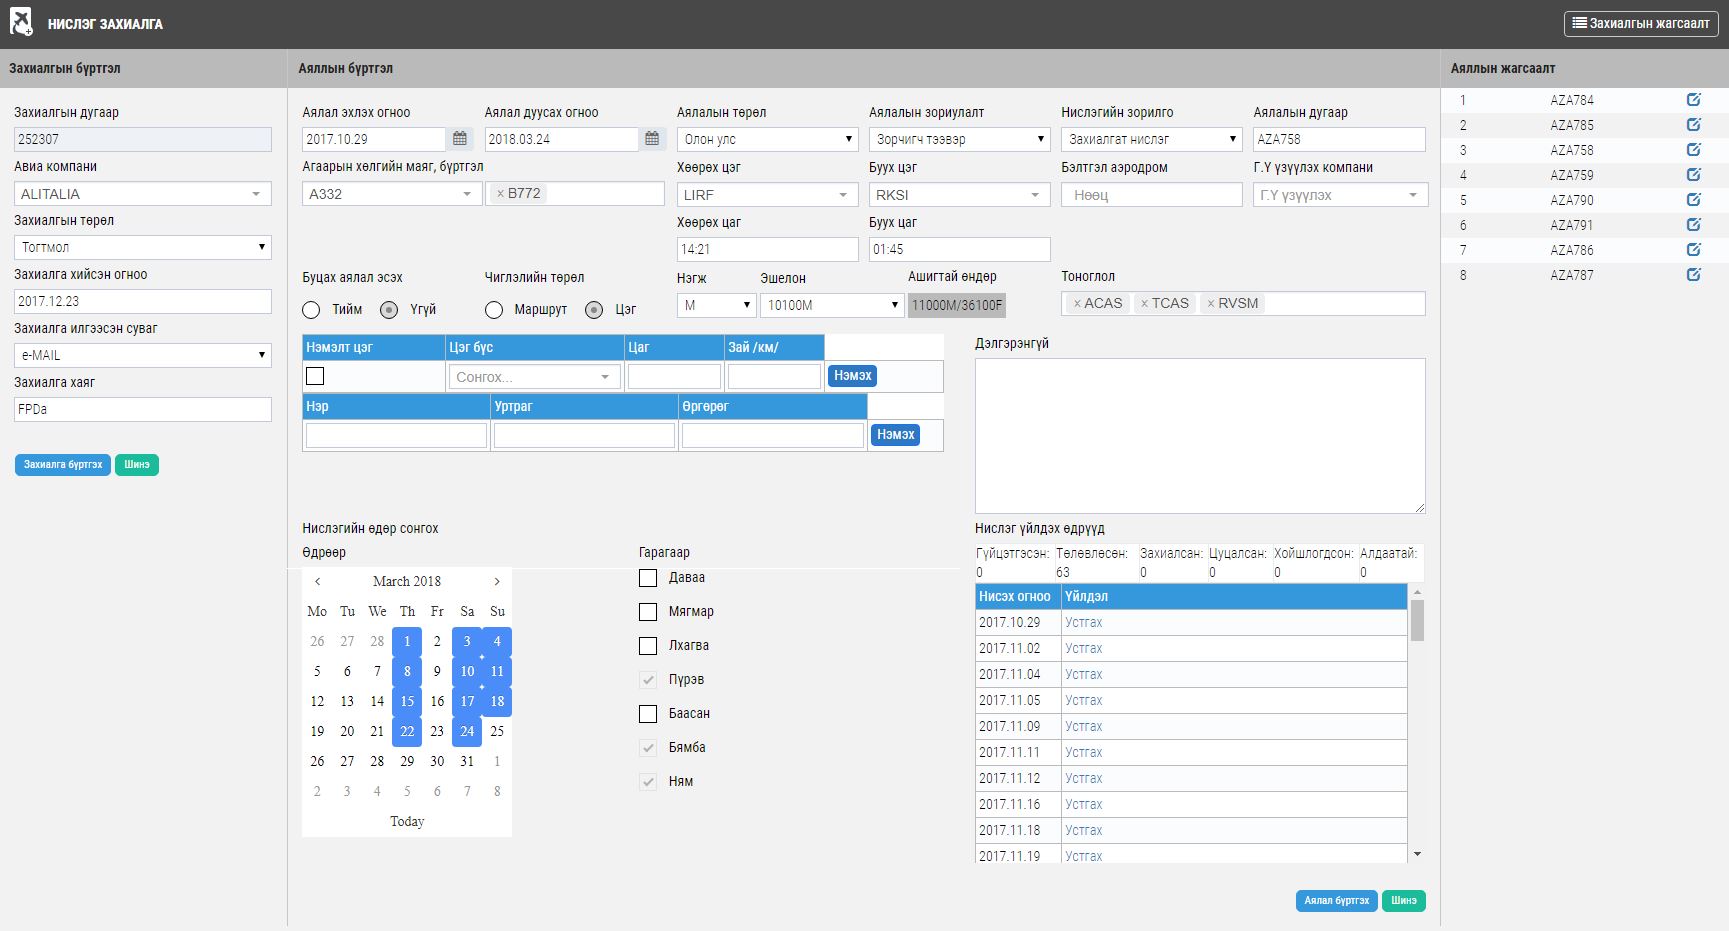 НИСЛЭГ ЗАХИАЛГА
Захиалгын жагсаалт
Захиалгын бүртгэл
Захиалгын дугаар
252307
Авиа компани
ALITALIA
Захиалгын төрөл
Тогтмол
Захиалга хийсэн огноо
2017.12.23
Захиалга илгээсэн суваг
e-MAIL
Захиалга хаяг
FPDa
Захиалга бүртгэх Шинэ
Аяллын бүртгэл
Аялал эхлэх огноо Аялал дуусах огноо Аялалын төрөл Аялалын зориулалт Нислэгийн зорилго Аялалын дугаар
2017.10.29 2018.03.24 Олон улс Зорчигч тээвэр Захиалгат нислэг AZA758
Агаарын хөлгийн маяг, бүртгэл Хөөрөх цэг Буух цэг Бэлтгэл аэродром Г.Ү үзүүлэх компани
A332 × B772 LIRF RKSI Нөөц Г.Ү үзүүлэх
Хөөрөх цаг Буух цаг
14:21 01:45
Буцах аялал эсэх Чиглэлийн төрөл Нэгж Эшелон Ашигтай өндөр Тоноглол
Тийм Үгүй Маршрут Цэг M 10100M 11000M/36100F × ACAS × TCAS × RVSM
Нэмэлт цэг Цэг бүс Цаг Зай /км/
Сонгох... Нэмэх
Нэр Уртраг Өргөрөг
Нэмэх
Дэлгэрэнгүй
Нислэгийн өдөр сонгох
Өдрөөр
‹ March 2018 ›
Mo Tu We Th Fr Sa Su
26 27 28 1 2 3 4
5 6 7 8 9 10 11
12 13 14 15 16 17 18
19 20 21 22 23 24 25
26 27 28 29 30 31 1
2 3 4 5 6 7 8
Today
Гарагаар
Даваа
Мягмар
Лхагва
Пүрэв
Баасан
Бямба
Ням
Нислэг үйлдэх өдрүүд
Гүйцэтгэсэн: Төлөвлөсөн: Захиалсан: Цуцалсан: Хойшлогдсон: Алдаатай:
0 63 0 0 0 0
Нисэх огноо Үйлдэл
2017.10.29 Устгах
2017.11.02 Устгах
2017.11.04 Устгах
2017.11.05 Устгах
2017.11.09 Устгах
2017.11.11 Устгах
2017.11.12 Устгах
2017.11.16 Устгах
2017.11.18 Устгах
2017.11.19 Устгах
Аялал бүртгэх Шинэ
Аяллын жагсаалт
1 AZA784
2 AZA785
3 AZA758
4 AZA759
5 AZA790
6 AZA791
7 AZA786
8 AZA787